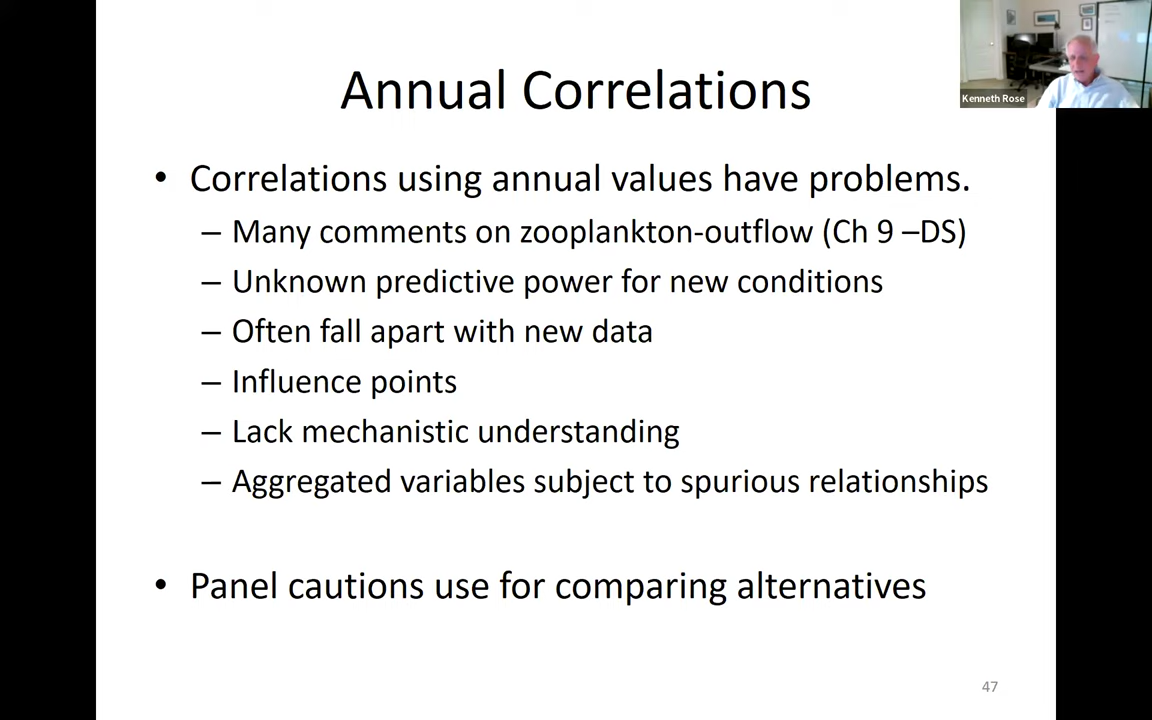 Annual Correlations
Kenneth Rose
• Correlations using annual values have problems.
– Many comments on zooplankton-outflow (Ch 9 –DS)
– Unknown predictive power for new conditions
– Often fall apart with new data
– Influence points
– Lack mechanistic understanding
– Aggregated variables subject to spurious relationships
• Panel cautions use for comparing alternatives
47